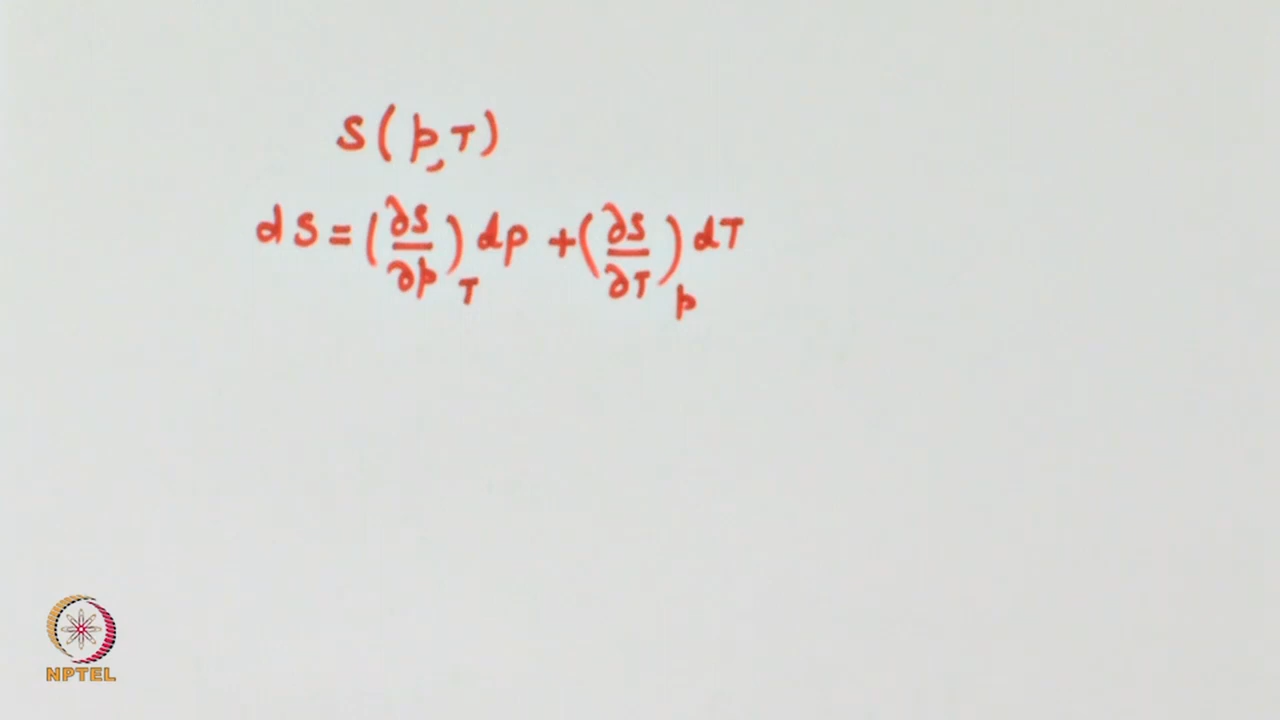 S(p,T)
dS = (∂S/∂p)_T dp + (∂S/∂T)_p dT
NPTEL